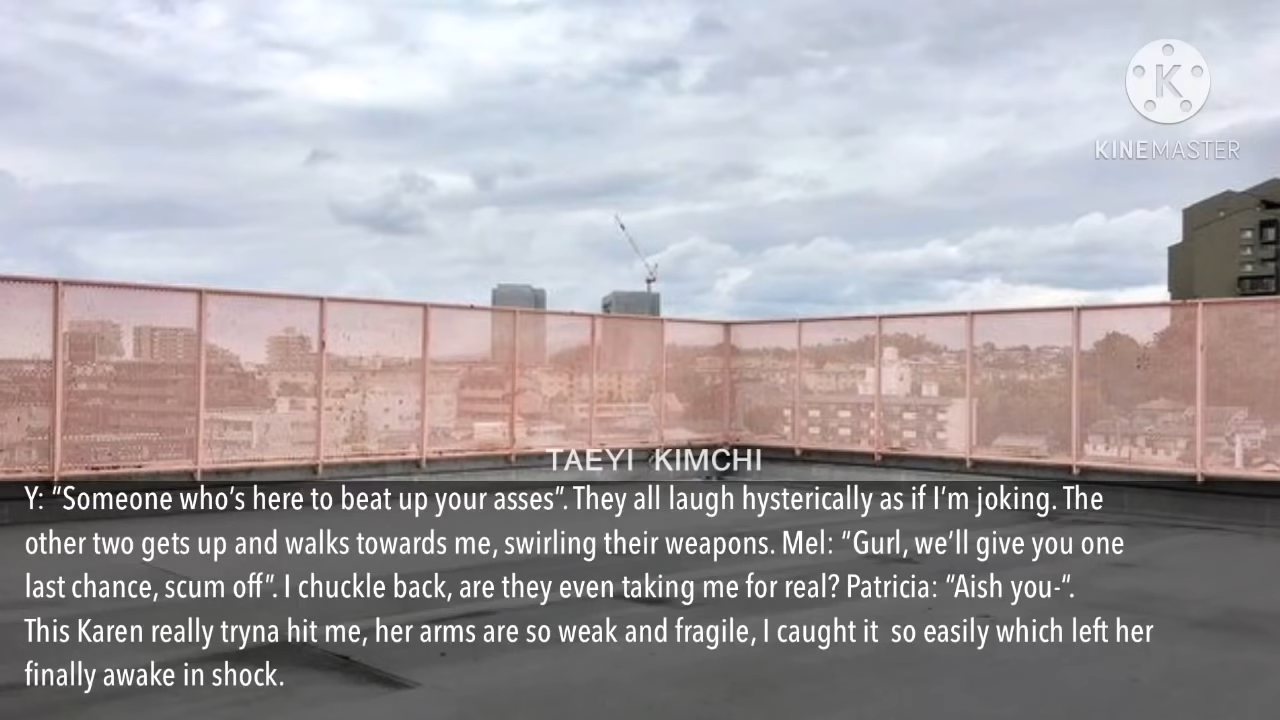 K
KINEMASTER
TAEYI KIMCHI
Y: “Someone who’s here to beat up your asses”. They all laugh hysterically as if I’m joking. The
other two gets up and walks towards me, swirling their weapons. Mel: “Gurl, we’ll give you one
last chance, scum off”. I chuckle back, are they even taking me for real? Patricia: “Aish you-“.
This Karen really tryna hit me, her arms are so weak and fragile, I caught it so easily which left her
finally awake in shock.